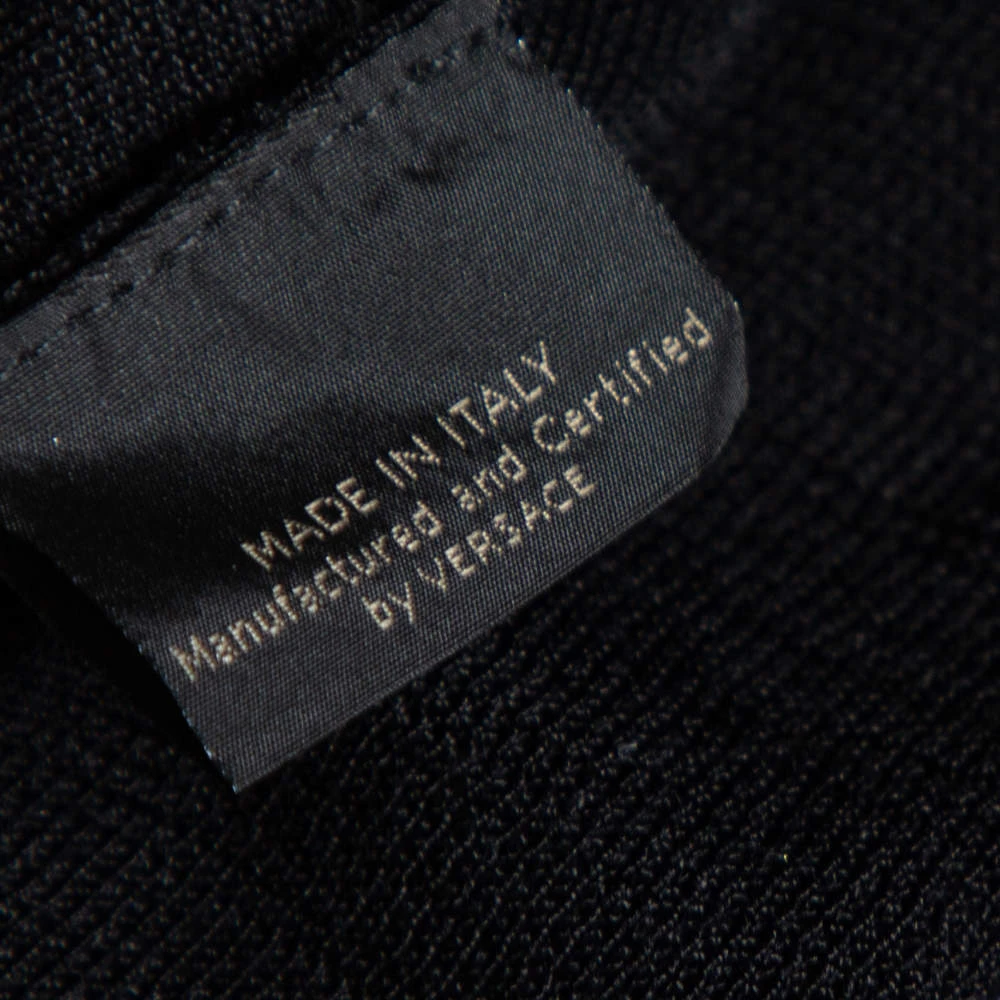 MADE IN ITALY
Manufactured and Certified
by VERSACE